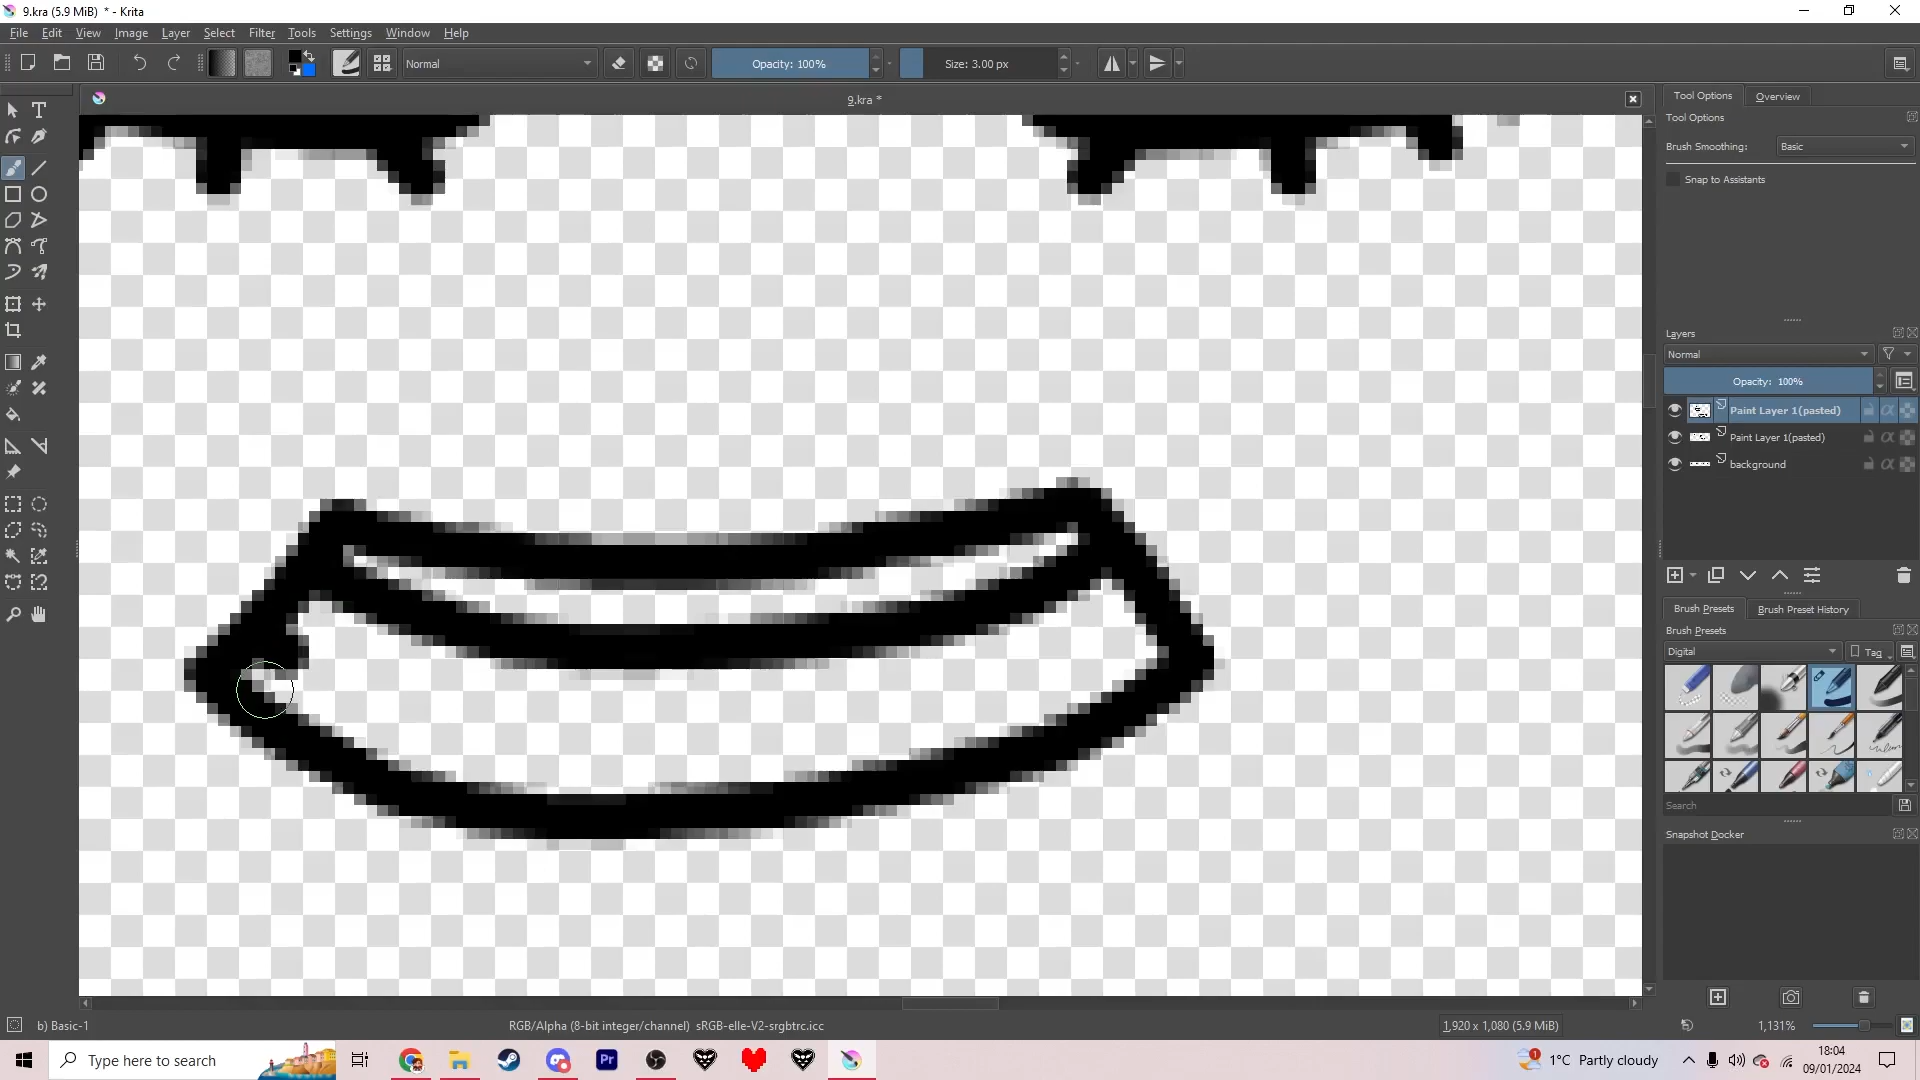 9.kra (5.9 MiB) * - Krita
File Edit View Image Layer Select Filter Tools Settings Window Help
Normal
Opacity: 100%
Size: 3.00 px
9.kra *
Tool Options Overview
Tool Options
Brush Smoothing: Basic
Snap to Assistants
Layers
Normal
Opacity: 100%
Paint Layer 1(pasted)
Paint Layer 1(pasted)
background
Brush Presets Brush Preset History
Brush Presets
Digital
Tag
Search
Snapshot Docker
b) Basic-1
RGB/Alpha (8-bit integer/channel) sRGB-elle-V2-srgbtrc.icc
1,920 x 1,080 (5.9 MiB)
1,131%
Type here to search
Pr
1
1°C Partly cloudy
18:04
09/01/2024